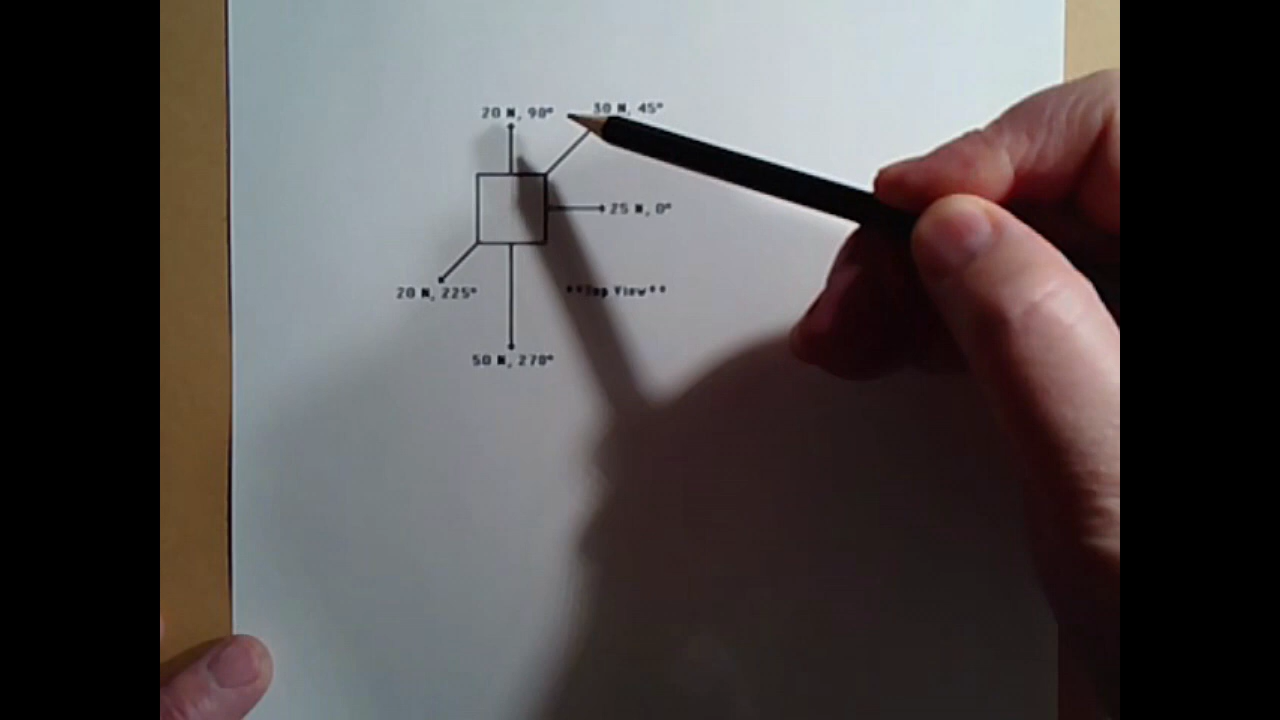 20 N, 90°
30 N, 45°
25 N, 0°
20 N, 225°
**Top View**
50 N, 270°